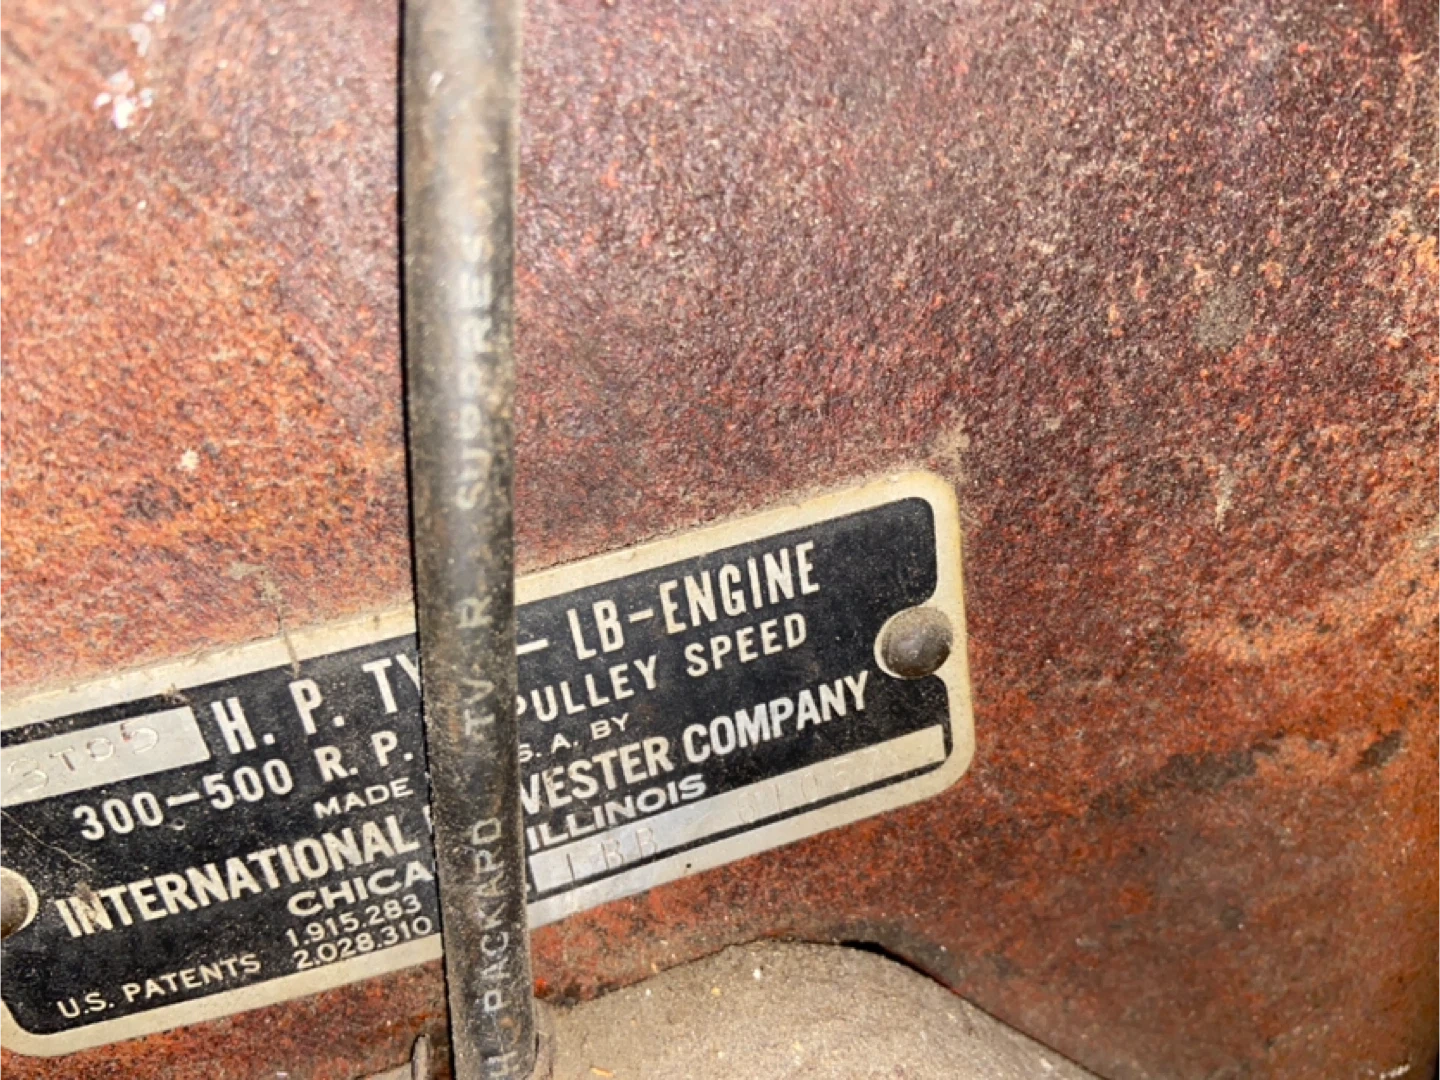 H. P. TY - LB-ENGINE
300-500 R. P. PULLEY SPEED
MADE S. A. BY
INTERNATIONAL VESTER COMPANY
CHICA ILLINOIS
LBB
U.S. PATENTS 1.915.283
2.028.310
PACKARD TV R SUPPRES